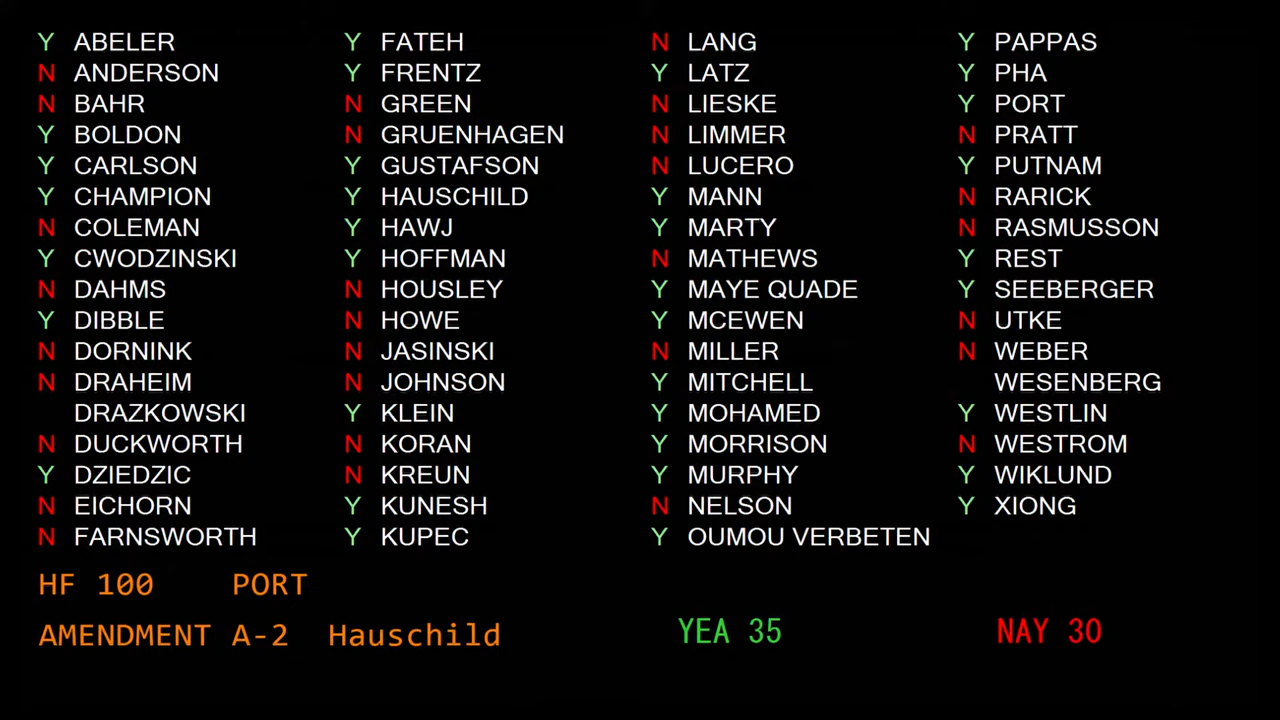 Y ABELER
N ANDERSON
N BAHR
Y BOLDON
Y CARLSON
Y CHAMPION
N COLEMAN
Y CWODZINSKI
N DAHMS
Y DIBBLE
N DORNINK
N DRAHEIM
DRAZKOWSKI
N DUCKWORTH
Y DZIEDZIC
N EICHORN
N FARNSWORTH
Y FATEH
Y FRENTZ
N GREEN
N GRUENHAGEN
Y GUSTAFSON
Y HAUSCHILD
Y HAWJ
Y HOFFMAN
N HOUSLEY
N HOWE
N JASINSKI
N JOHNSON
Y KLEIN
N KORAN
N KREUN
Y KUNESH
Y KUPEC
N LANG
Y LATZ
N LIESKE
N LIMMER
N LUCERO
Y MANN
Y MARTY
N MATHEWS
Y MAYE QUADE
Y MCEWEN
N MILLER
Y MITCHELL
Y MOHAMED
Y MORRISON
Y MURPHY
N NELSON
Y OUMOU VERBETEN
Y PAPPAS
Y PHA
Y PORT
N PRATT
Y PUTNAM
N RARICK
N RASMUSSON
Y REST
Y SEEBERGER
N UTKE
N WEBER
WESENBERG
Y WESTLIN
N WESTROM
Y WIKLUND
Y XIONG
HF 100 PORT
AMENDMENT A-2 Hauschild
YEA 35
NAY 30